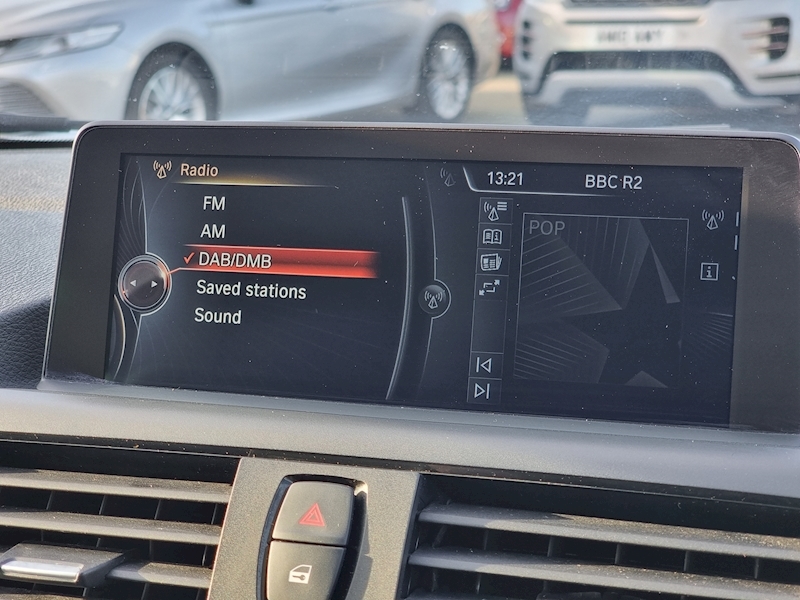 Radio
13:21
BBC R2
FM
AM
DAB/DMB
Saved stations
Sound
POP